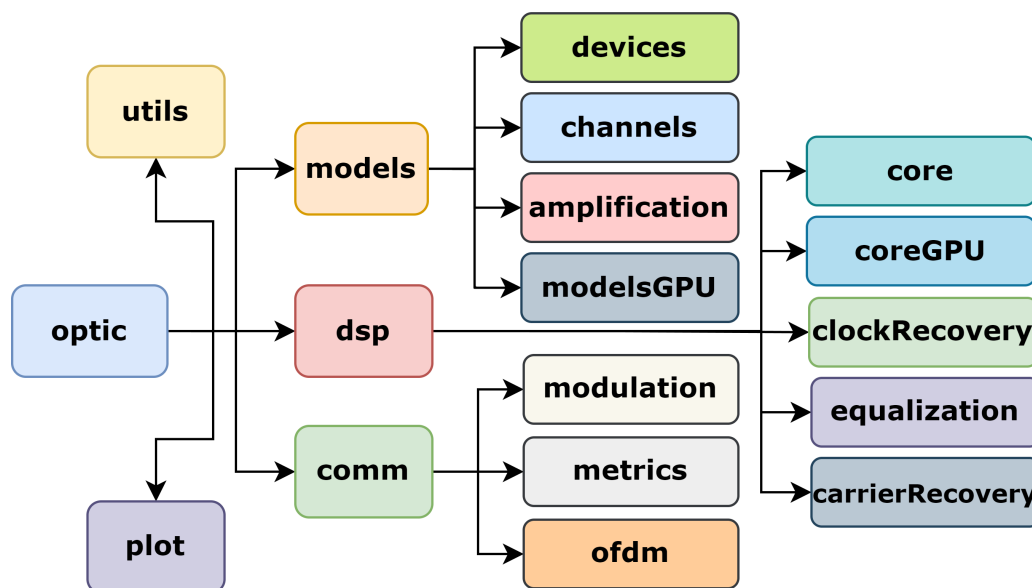 optic
utils
plot
models
dsp
comm
devices
channels
amplification
modelsGPU
modulation
metrics
ofdm
core
coreGPU
clockRecovery
equalization
carrierRecovery